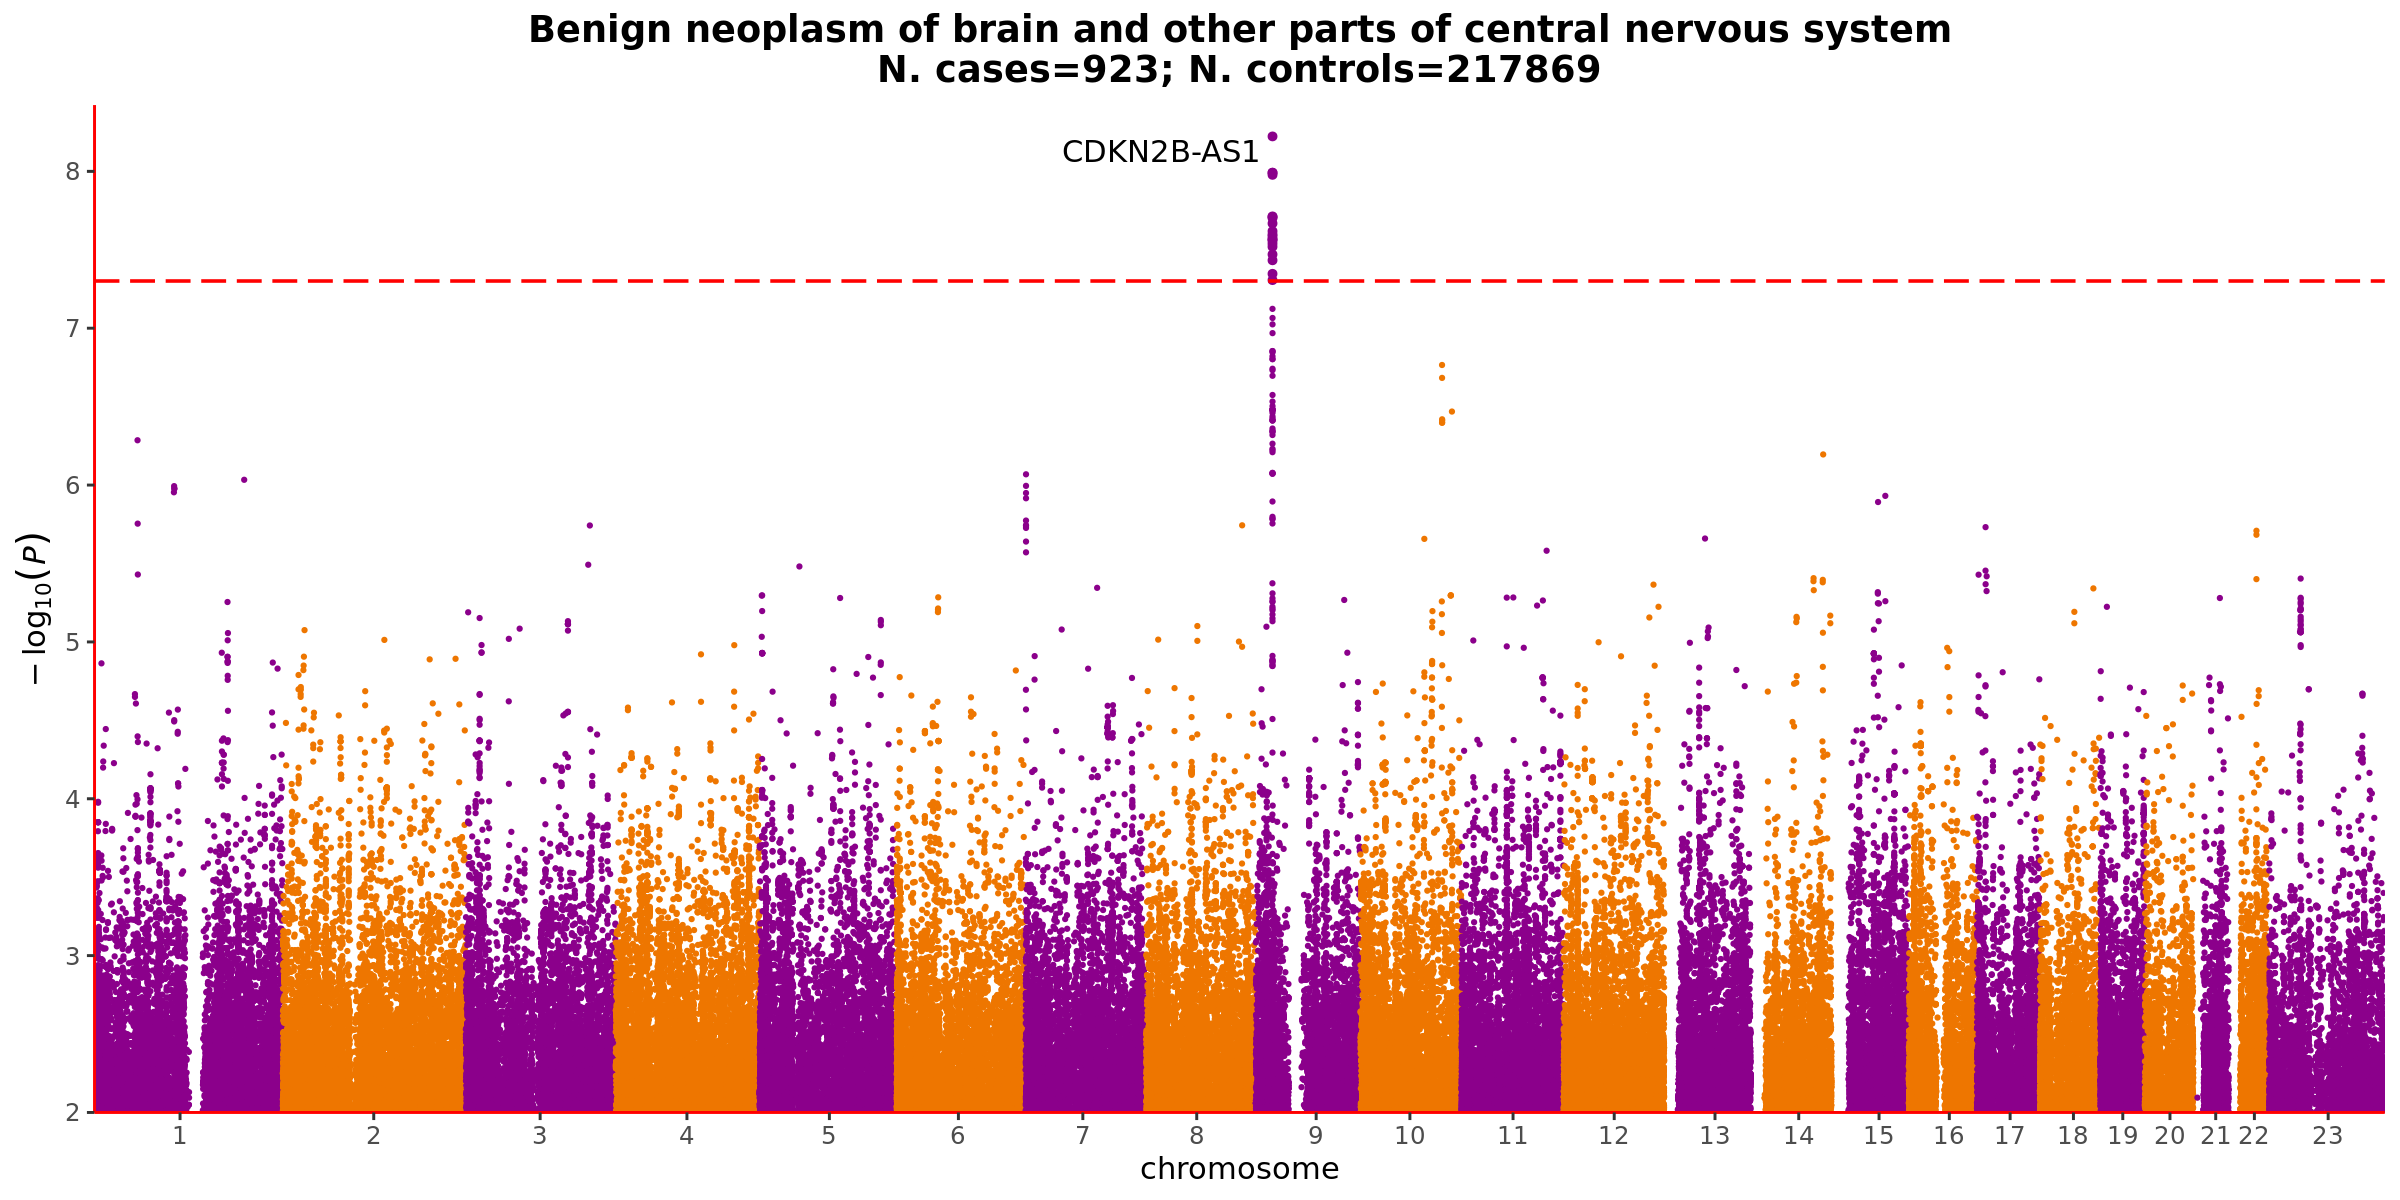 Benign neoplasm of brain and other parts of central nervous system
N. cases=923; N. controls=217869
CDKN2B-AS1
8
7
6
5
4
3
2
−log10(P)
1 2 3 4 5 6 7 8 9 10 11 12 13 14 15 16 17 18 19 20 21 22 23
chromosome